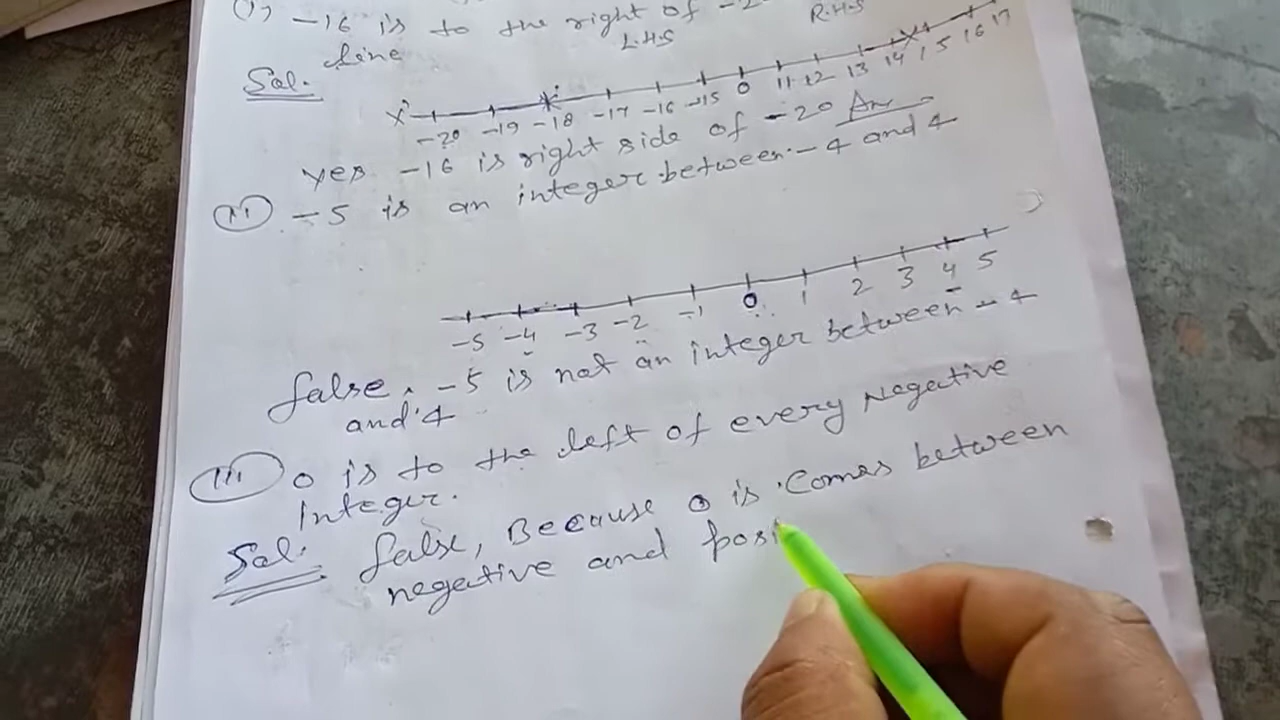 (i) -16 is to the right of
line
L.H.S
R.H.S
Sol.
-20 -19 -18 -17 -16 -15 0 11 12 13 14 15 16 17
yes -16 is right side of -20 Ans
(ii) -5 is an integer between -4 and 4
-5 -4 -3 -2 -1 0 1 2 3 4 5
false. -5 is not an integer between -4
and 4
(iii) 0 is to the left of every Negative
Integer.
Sol. false, Because 0 is comes between
negative and posi